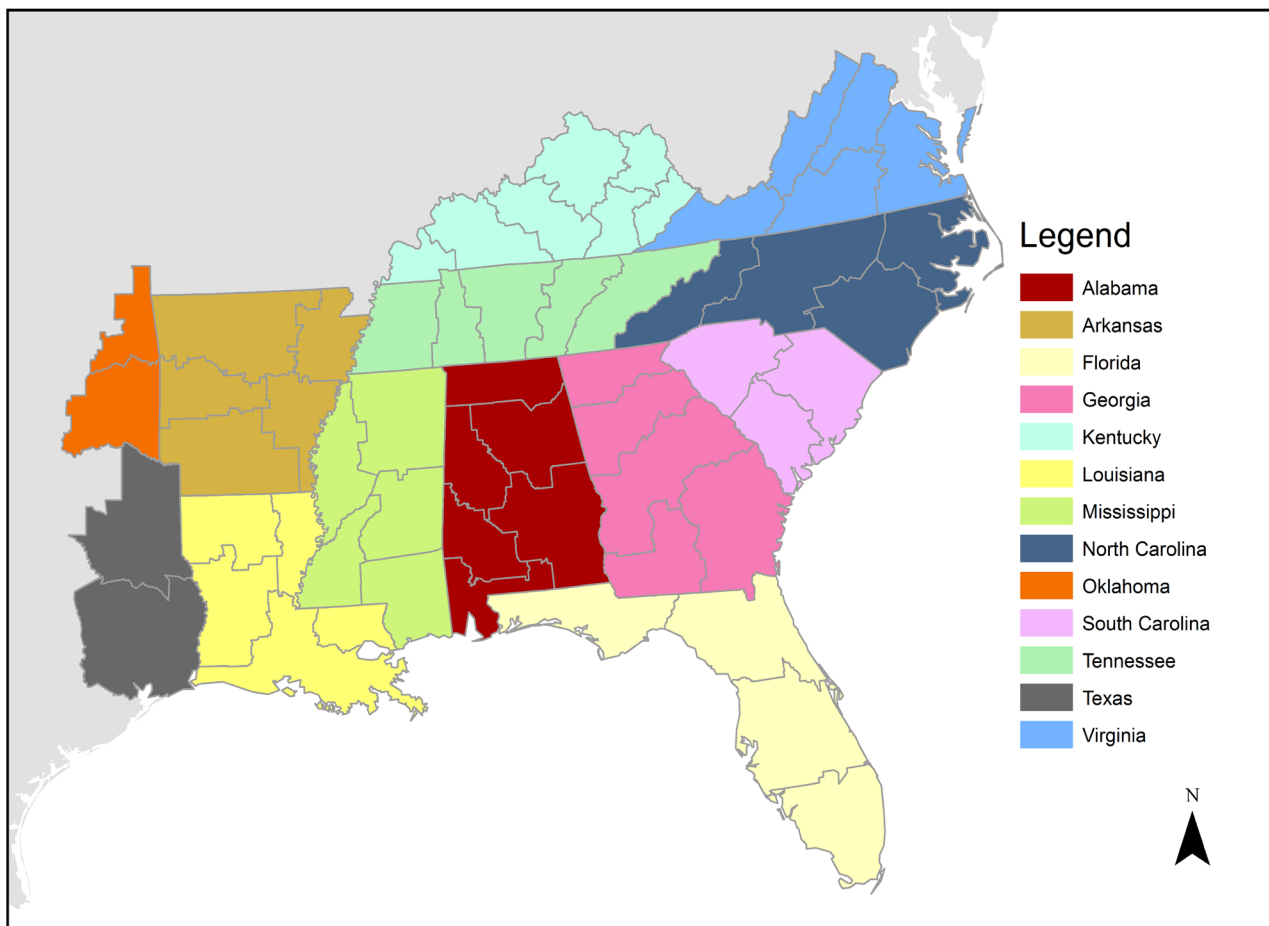 Legend
Alabama
Arkansas
Florida
Georgia
Kentucky
Louisiana
Mississippi
North Carolina
Oklahoma
South Carolina
Tennessee
Texas
Virginia
N